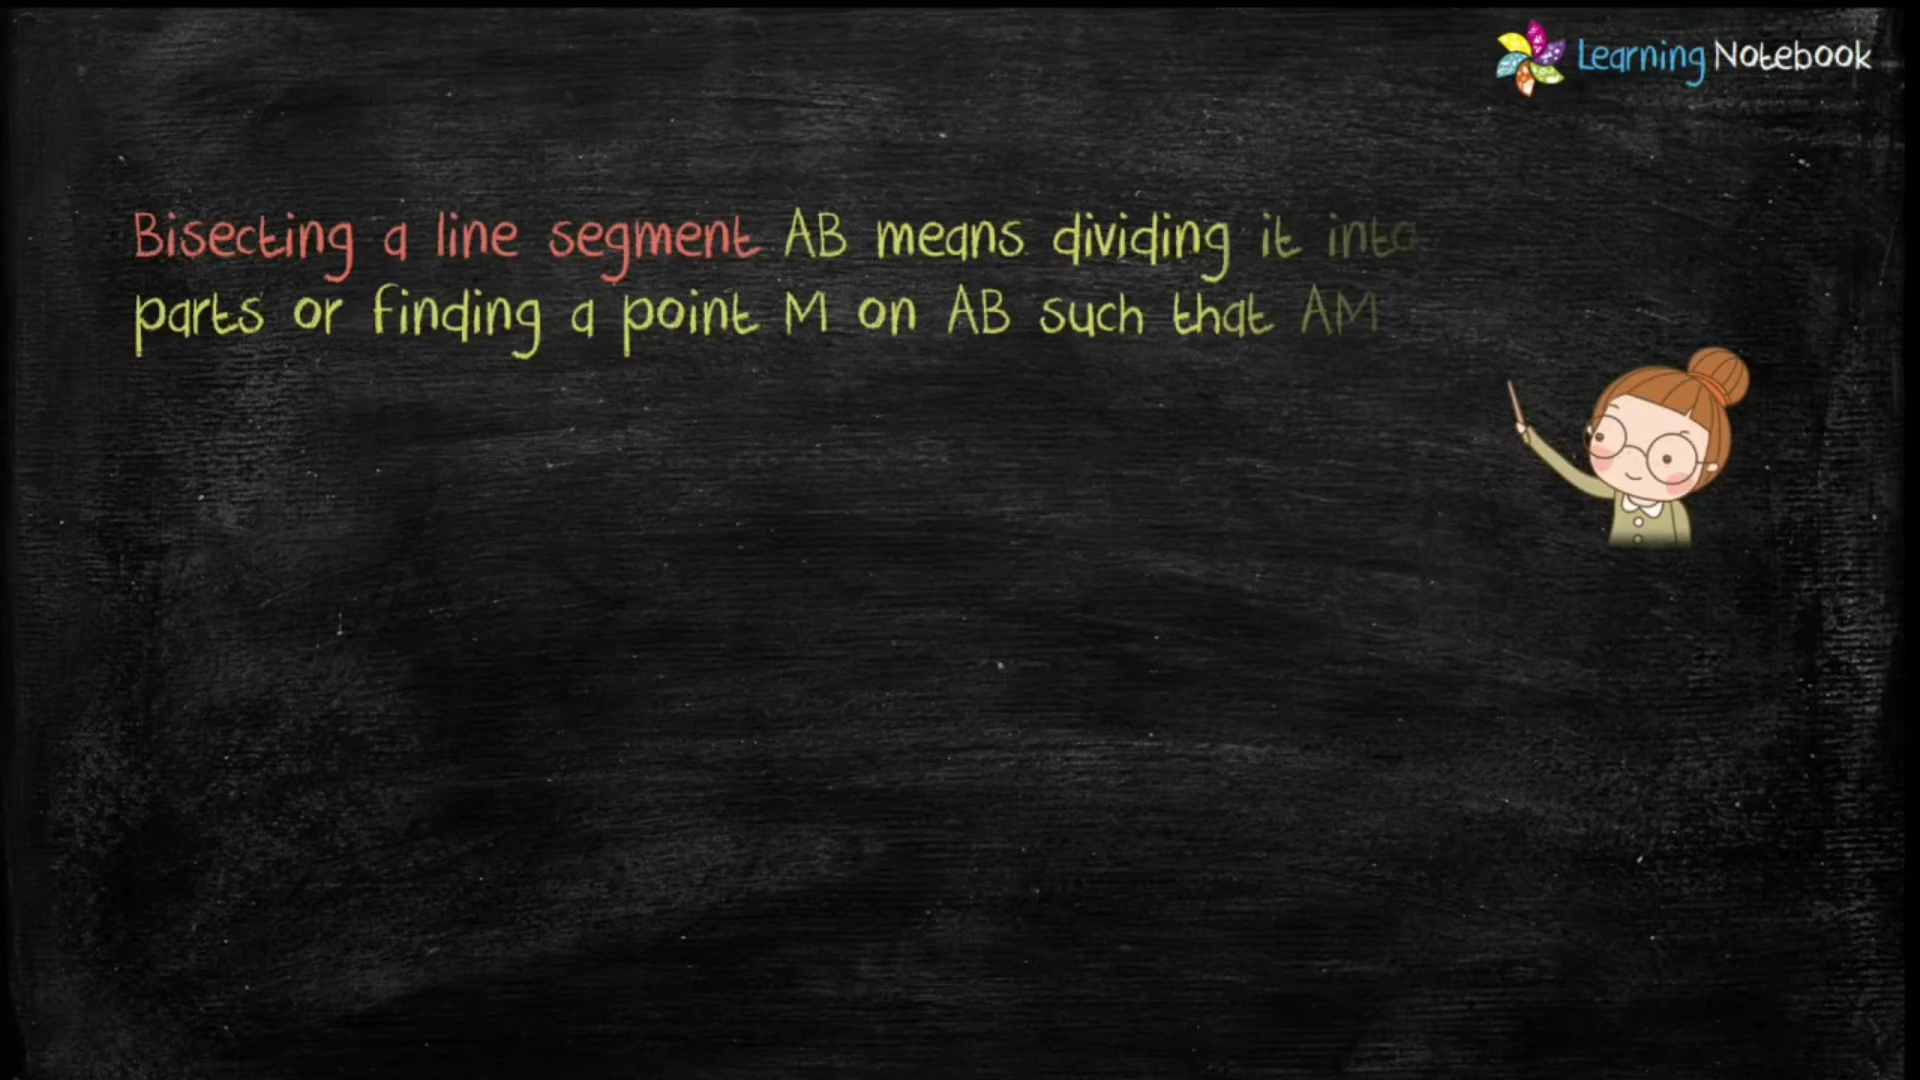 Learning Notebook
Bisecting a line segment AB means dividing it into
parts or finding a point M on AB such that AM